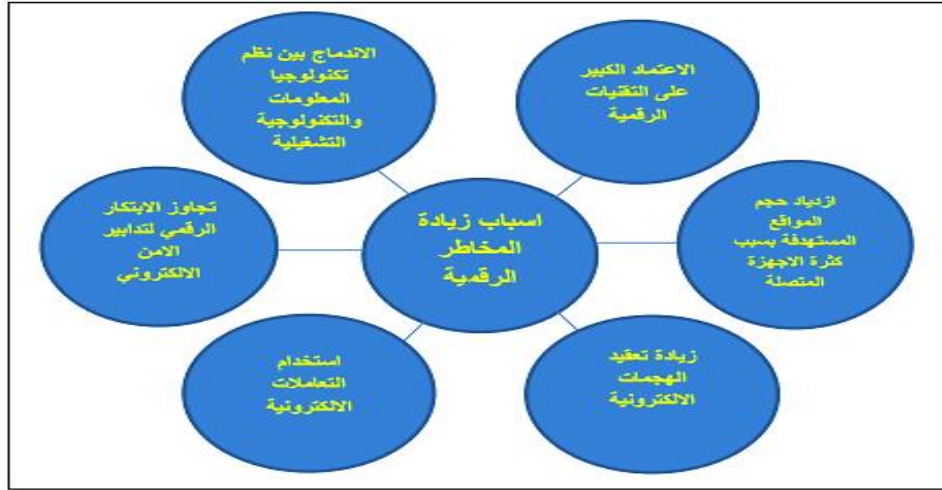 اسباب زيادة
المخاطر
الرقمية
الاعتماد الكبير
على التقنيات
الرقمية
ازدياد حجم
المواقع
المستهدفة بسبب
كثرة الاجهزة
المتصلة
زيادة تعقيد
الهجمات
الالكترونية
استخدام
التعاملات
الالكترونية
تجاوز الابتكار
الرقمي لتدابير
الامن
الالكتروني
الاندماج بين نظم
تكنولوجيا
المعلومات
والتكنولوجية
التشغيلية